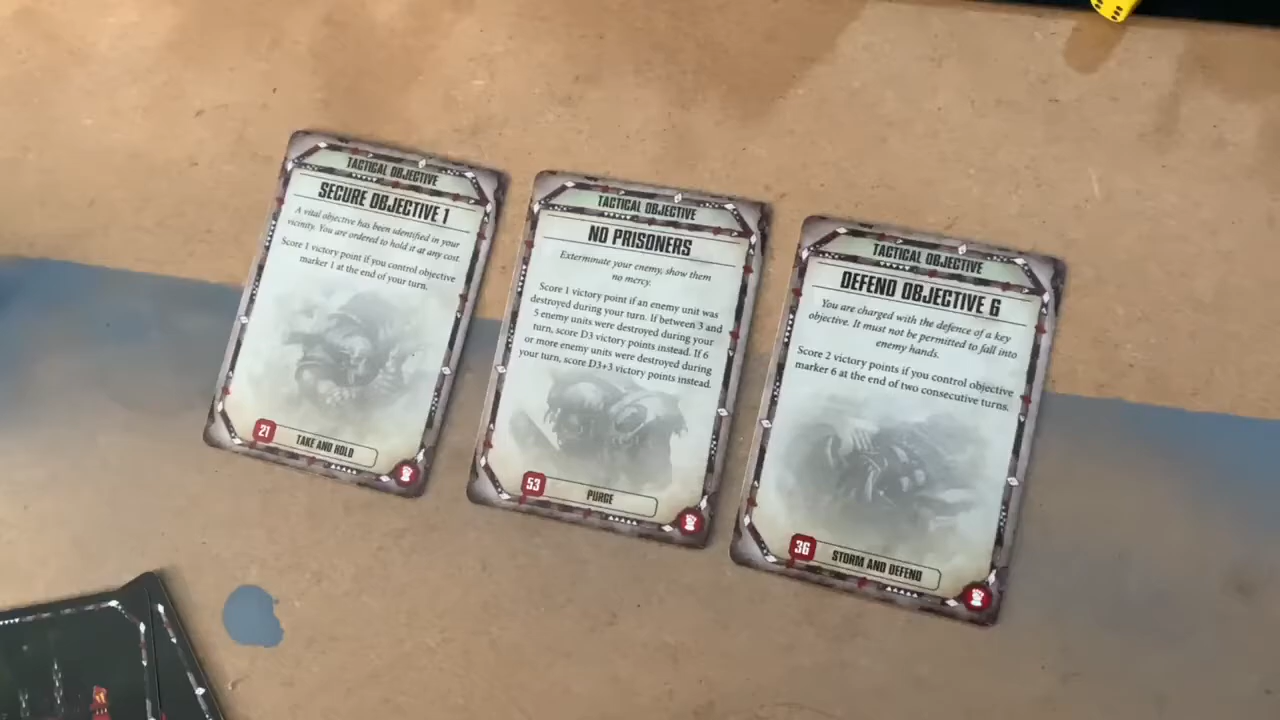 TACTICAL OBJECTIVE
SECURE OBJECTIVE 1
A vital objective has been identified in your
vicinity. You are ordered to hold it at any cost.
Score 1 victory point if you control objective
marker 1 at the end of your turn.
21
TAKE AND HOLD
TACTICAL OBJECTIVE
NO PRISONERS
Exterminate your enemy, show them
no mercy.
Score 1 victory point if an enemy unit was
destroyed during your turn. If between 3 and
5 enemy units were destroyed during your
turn, score D3 victory points instead. If 6
or more enemy units were destroyed during
your turn, score D3+3 victory points instead.
53
PURGE
TACTICAL OBJECTIVE
DEFEND OBJECTIVE 6
You are charged with the defence of a key
objective. It must not be permitted to fall into
enemy hands.
Score 2 victory points if you control objective
marker 6 at the end of two consecutive turns.
36
STORM AND DEFEND